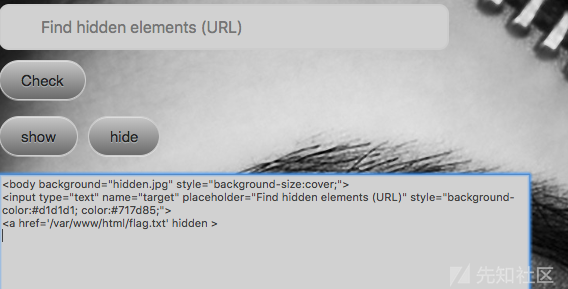 Find hidden elements (URL)
Check
show hide
<body background="hidden.jpg" style="background-size:cover;">
<input type="text" name="target" placeholder="Find hidden elements (URL)" style="background-
color:#d1d1d1; color:#717d85;">
<a href='/var/www/html/flag.txt' hidden >
先知社区